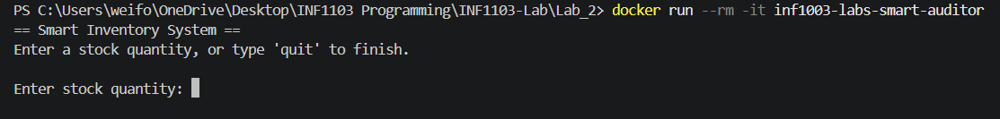 PS C:\Users\weifo\OneDrive\Desktop\INF1103 Programming\INF1103-Lab\Lab_2> docker run --rm -it inf1003-labs-smart-auditor
== Smart Inventory System ==
Enter a stock quantity, or type 'quit' to finish.
Enter stock quantity: